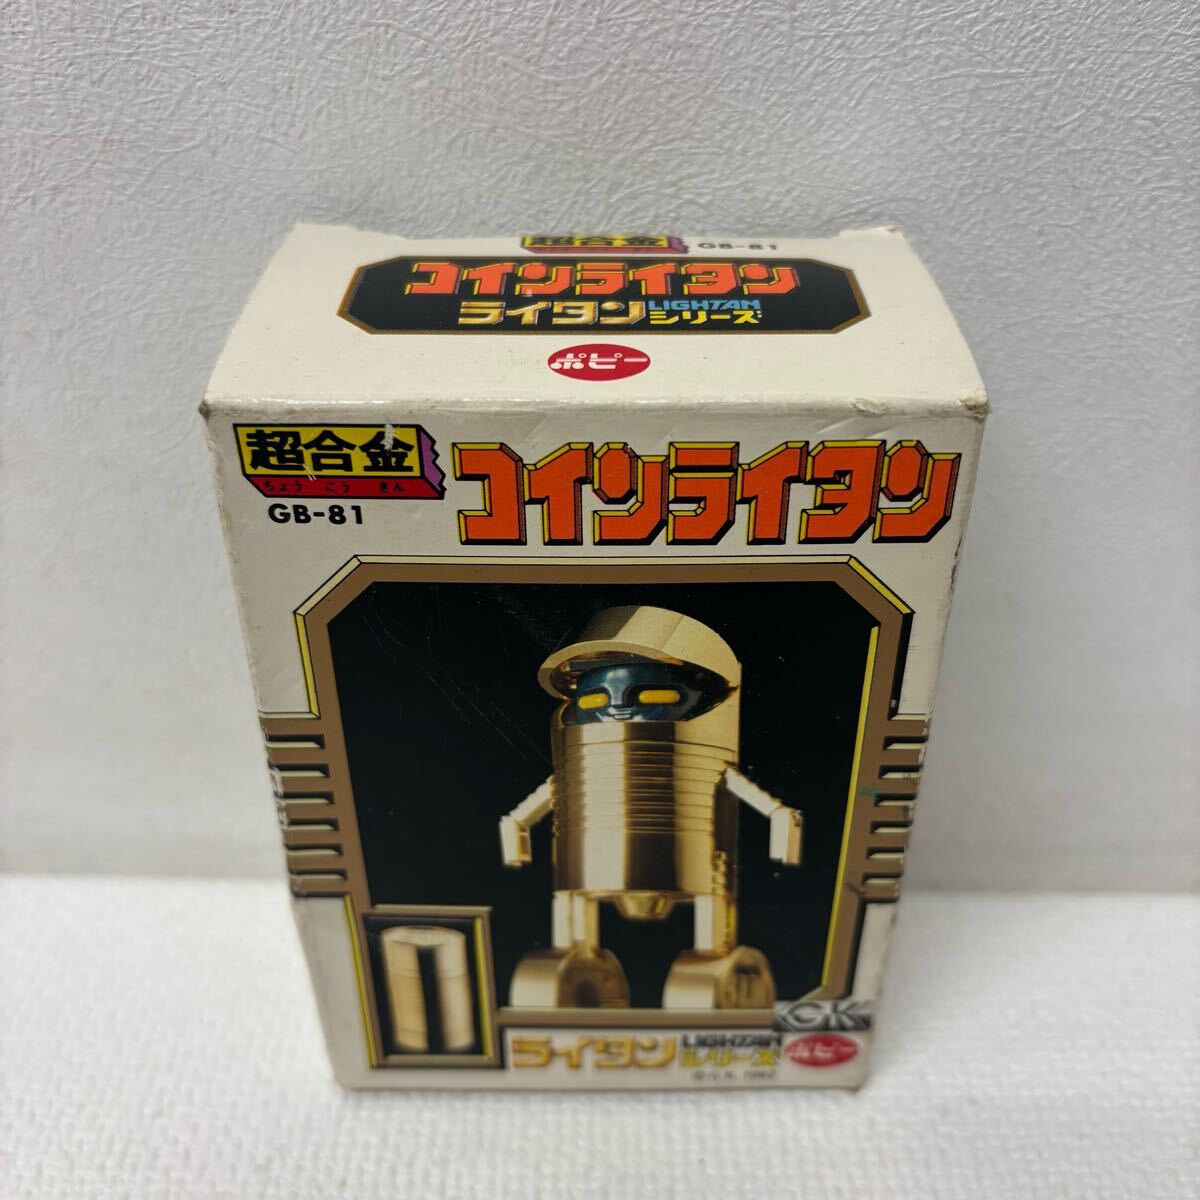 超合金
GB-81
コインライタン
ライタン LIGHTAN シリーズ
ポピー
超合金
ちょう ごう きん
GB-81
コインライタン
GK
ライタン LIGHTAN シリーズ
ポピー